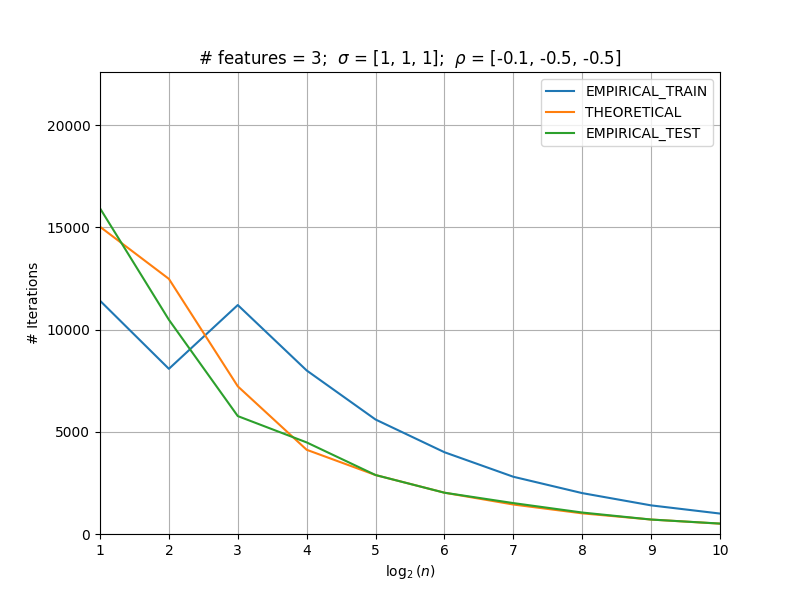 # features = 3; σ = [1, 1, 1]; ρ = [-0.1, -0.5, -0.5]
EMPIRICAL_TRAIN
THEORETICAL
EMPIRICAL_TEST
20000
15000
10000
5000
0
# Iterations
1 2 3 4 5 6 7 8 9 10
log₂(n)